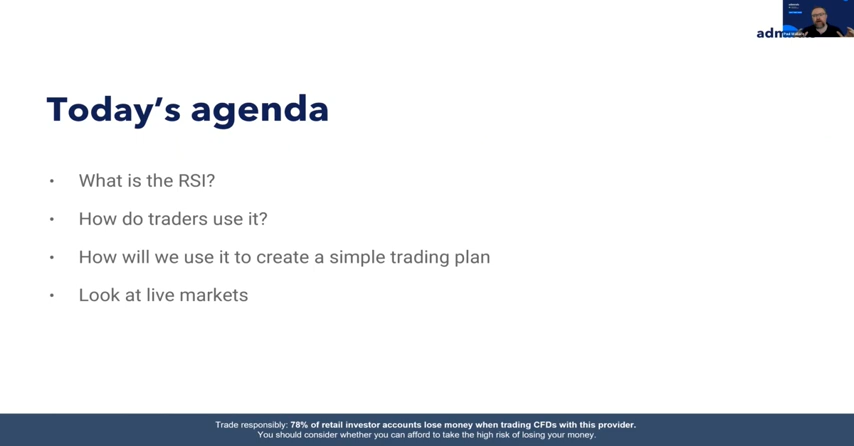 Today's agenda
• What is the RSI?
• How do traders use it?
• How will we use it to create a simple trading plan
• Look at live markets
Trade responsibly: 78% of retail investor accounts lose money when trading CFDs with this provider.
You should consider whether you can afford to take the high risk of losing your money.